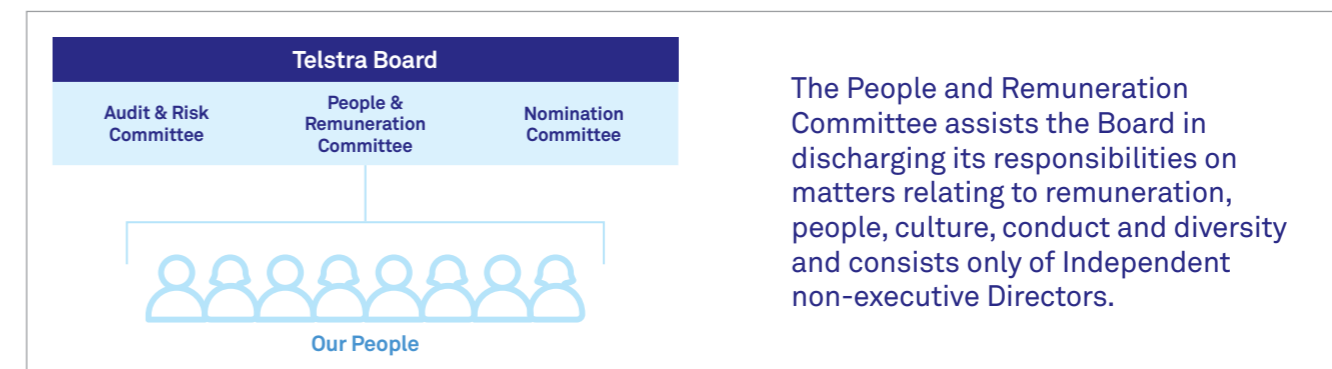 Telstra Board
Audit & Risk
Committee
People &
Remuneration
Committee
Nomination
Committee
Our People
The People and Remuneration
Committee assists the Board in
discharging its responsibilities on
matters relating to remuneration,
people, culture, conduct and diversity
and consists only of Independent
non-executive Directors.